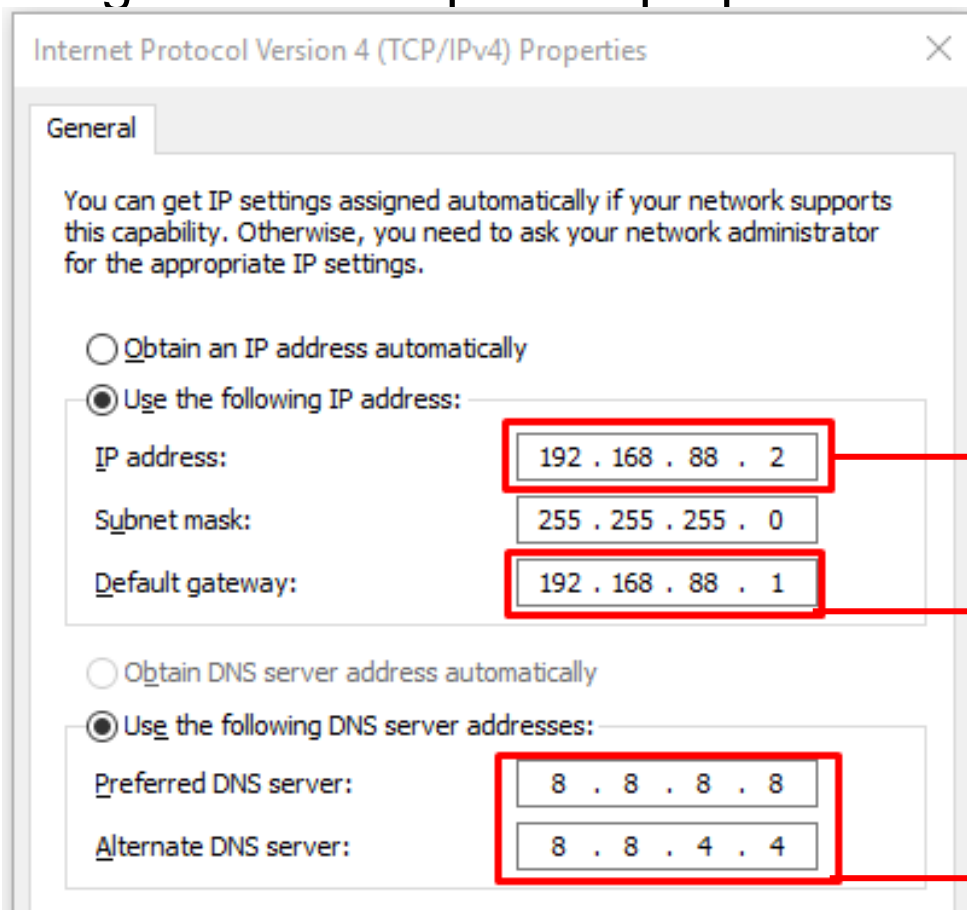 Internet Protocol Version 4 (TCP/IPv4) Properties
General
You can get IP settings assigned automatically if your network supports
this capability. Otherwise, you need to ask your network administrator
for the appropriate IP settings.
Obtain an IP address automatically
Use the following IP address:
IP address: 192 . 168 . 88 . 2
Subnet mask: 255 . 255 . 255 . 0
Default gateway: 192 . 168 . 88 . 1
Obtain DNS server address automatically
Use the following DNS server addresses:
Preferred DNS server: 8 . 8 . 8 . 8
Alternate DNS server: 8 . 8 . 4 . 4